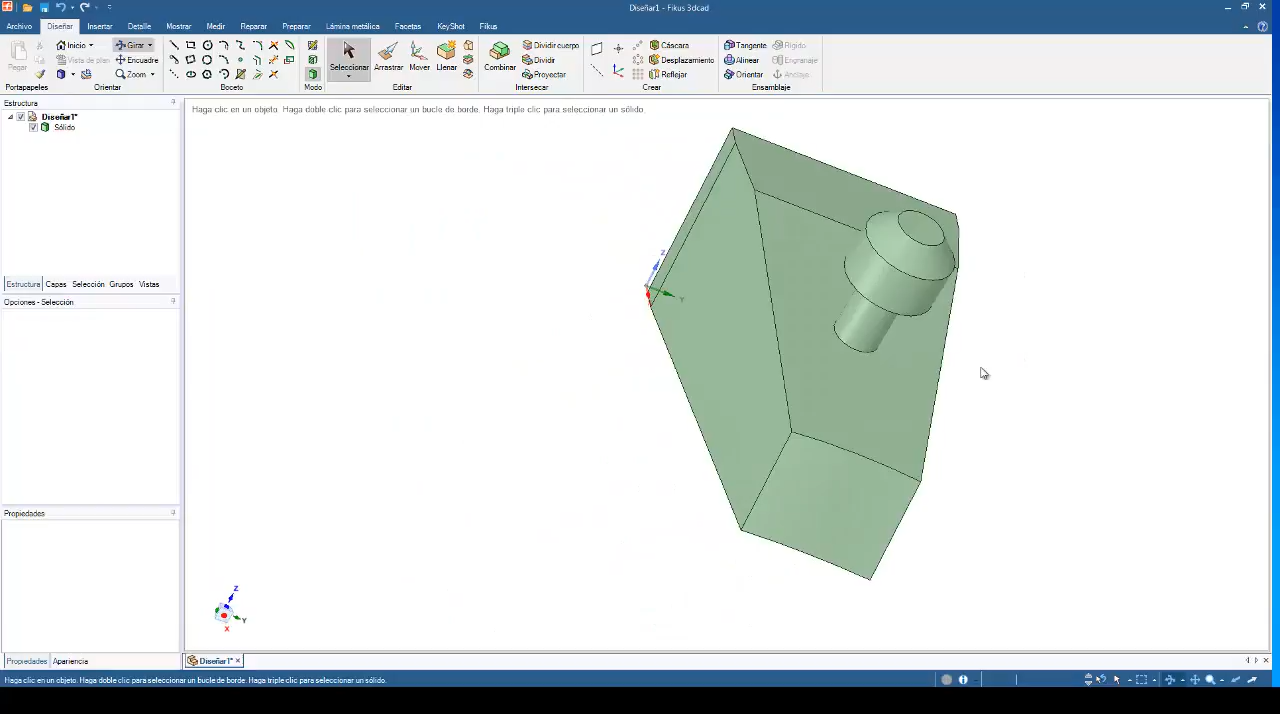 Diseñar1 - Fikus 3dcad
Archivo Diseñar Insertar Detalle Mostrar Medir Reparar Preparar Lámina metálica Facetas KeyShot Fikus
Inicio Girar Dividir cuerpo Cáscara Tangente Rígido
Vista de plan Encuadre Dividir Desplazamiento Alinear Engranaje
Pegar Zoom Seleccionar Arrastrar Mover Llenar Combinar Proyectar Reflejar Orientar Anclaje
Portapapeles Orientar Boceto Modo Editar Intersecar Crear Ensamblaje
Estructura
Haga clic en un objeto. Haga doble clic para seleccionar un bucle de borde. Haga triple clic para seleccionar un sólido.
Diseñar1*
Sólido
Z
Y
Estructura Capas Selección Grupos Vistas
Opciones - Selección
Propiedades
Z
Y
X
Propiedades Apariencia
Diseñar1*
Haga clic en un objeto. Haga doble clic para seleccionar un bucle de borde. Haga triple clic para seleccionar un sólido.